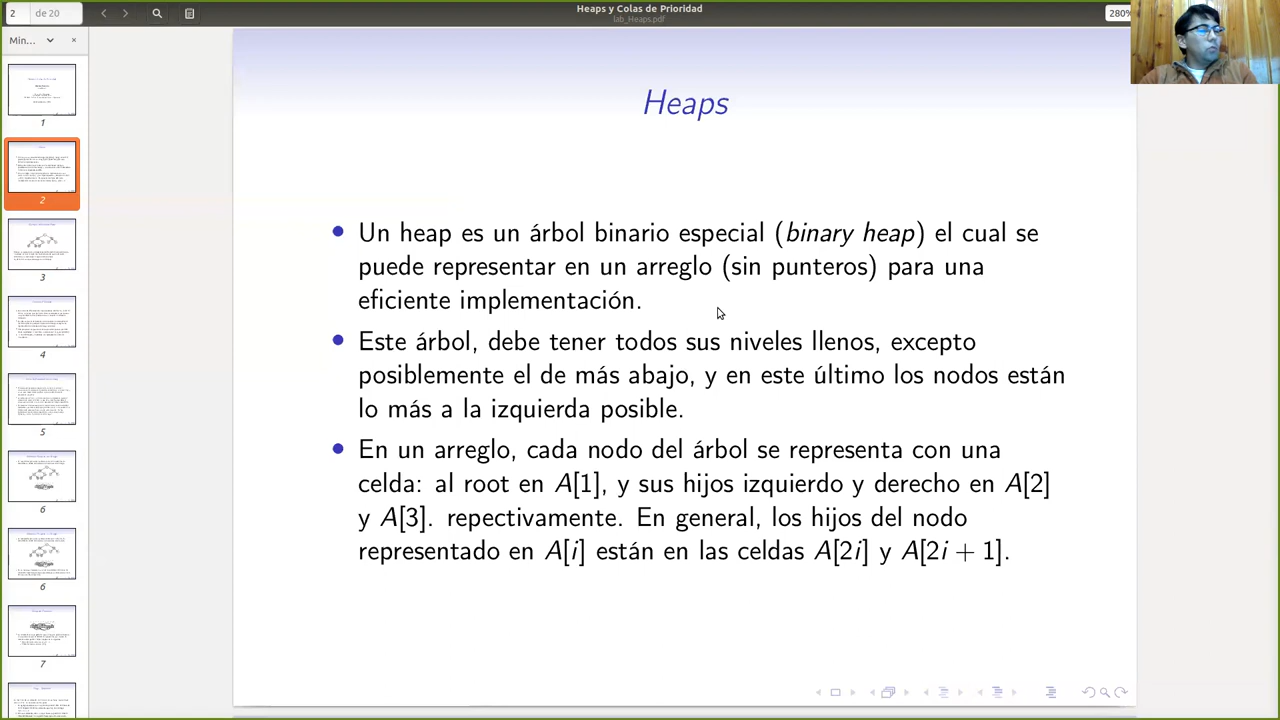 2 de 20
Heaps y Colas de Prioridad
lab_Heaps.pdf
280%
Min...
1
2
3
4
5
6
6
7
Heaps
Un heap es un árbol binario especial (binary heap) el cual se
puede representar en un arreglo (sin punteros) para una
eficiente implementación.
Este árbol, debe tener todos sus niveles llenos, excepto
posiblemente el de más abajo, y en este último los nodos están
lo más a la izquierda posible.
En un arreglo, cada nodo del árbol se representa con una
celda: al root en A[1], y sus hijos izquierdo y derecho en A[2]
y A[3]. repectivamente. En general, los hijos del nodo
representado en A[i] están en las celdas A[2i] y A[2i + 1].